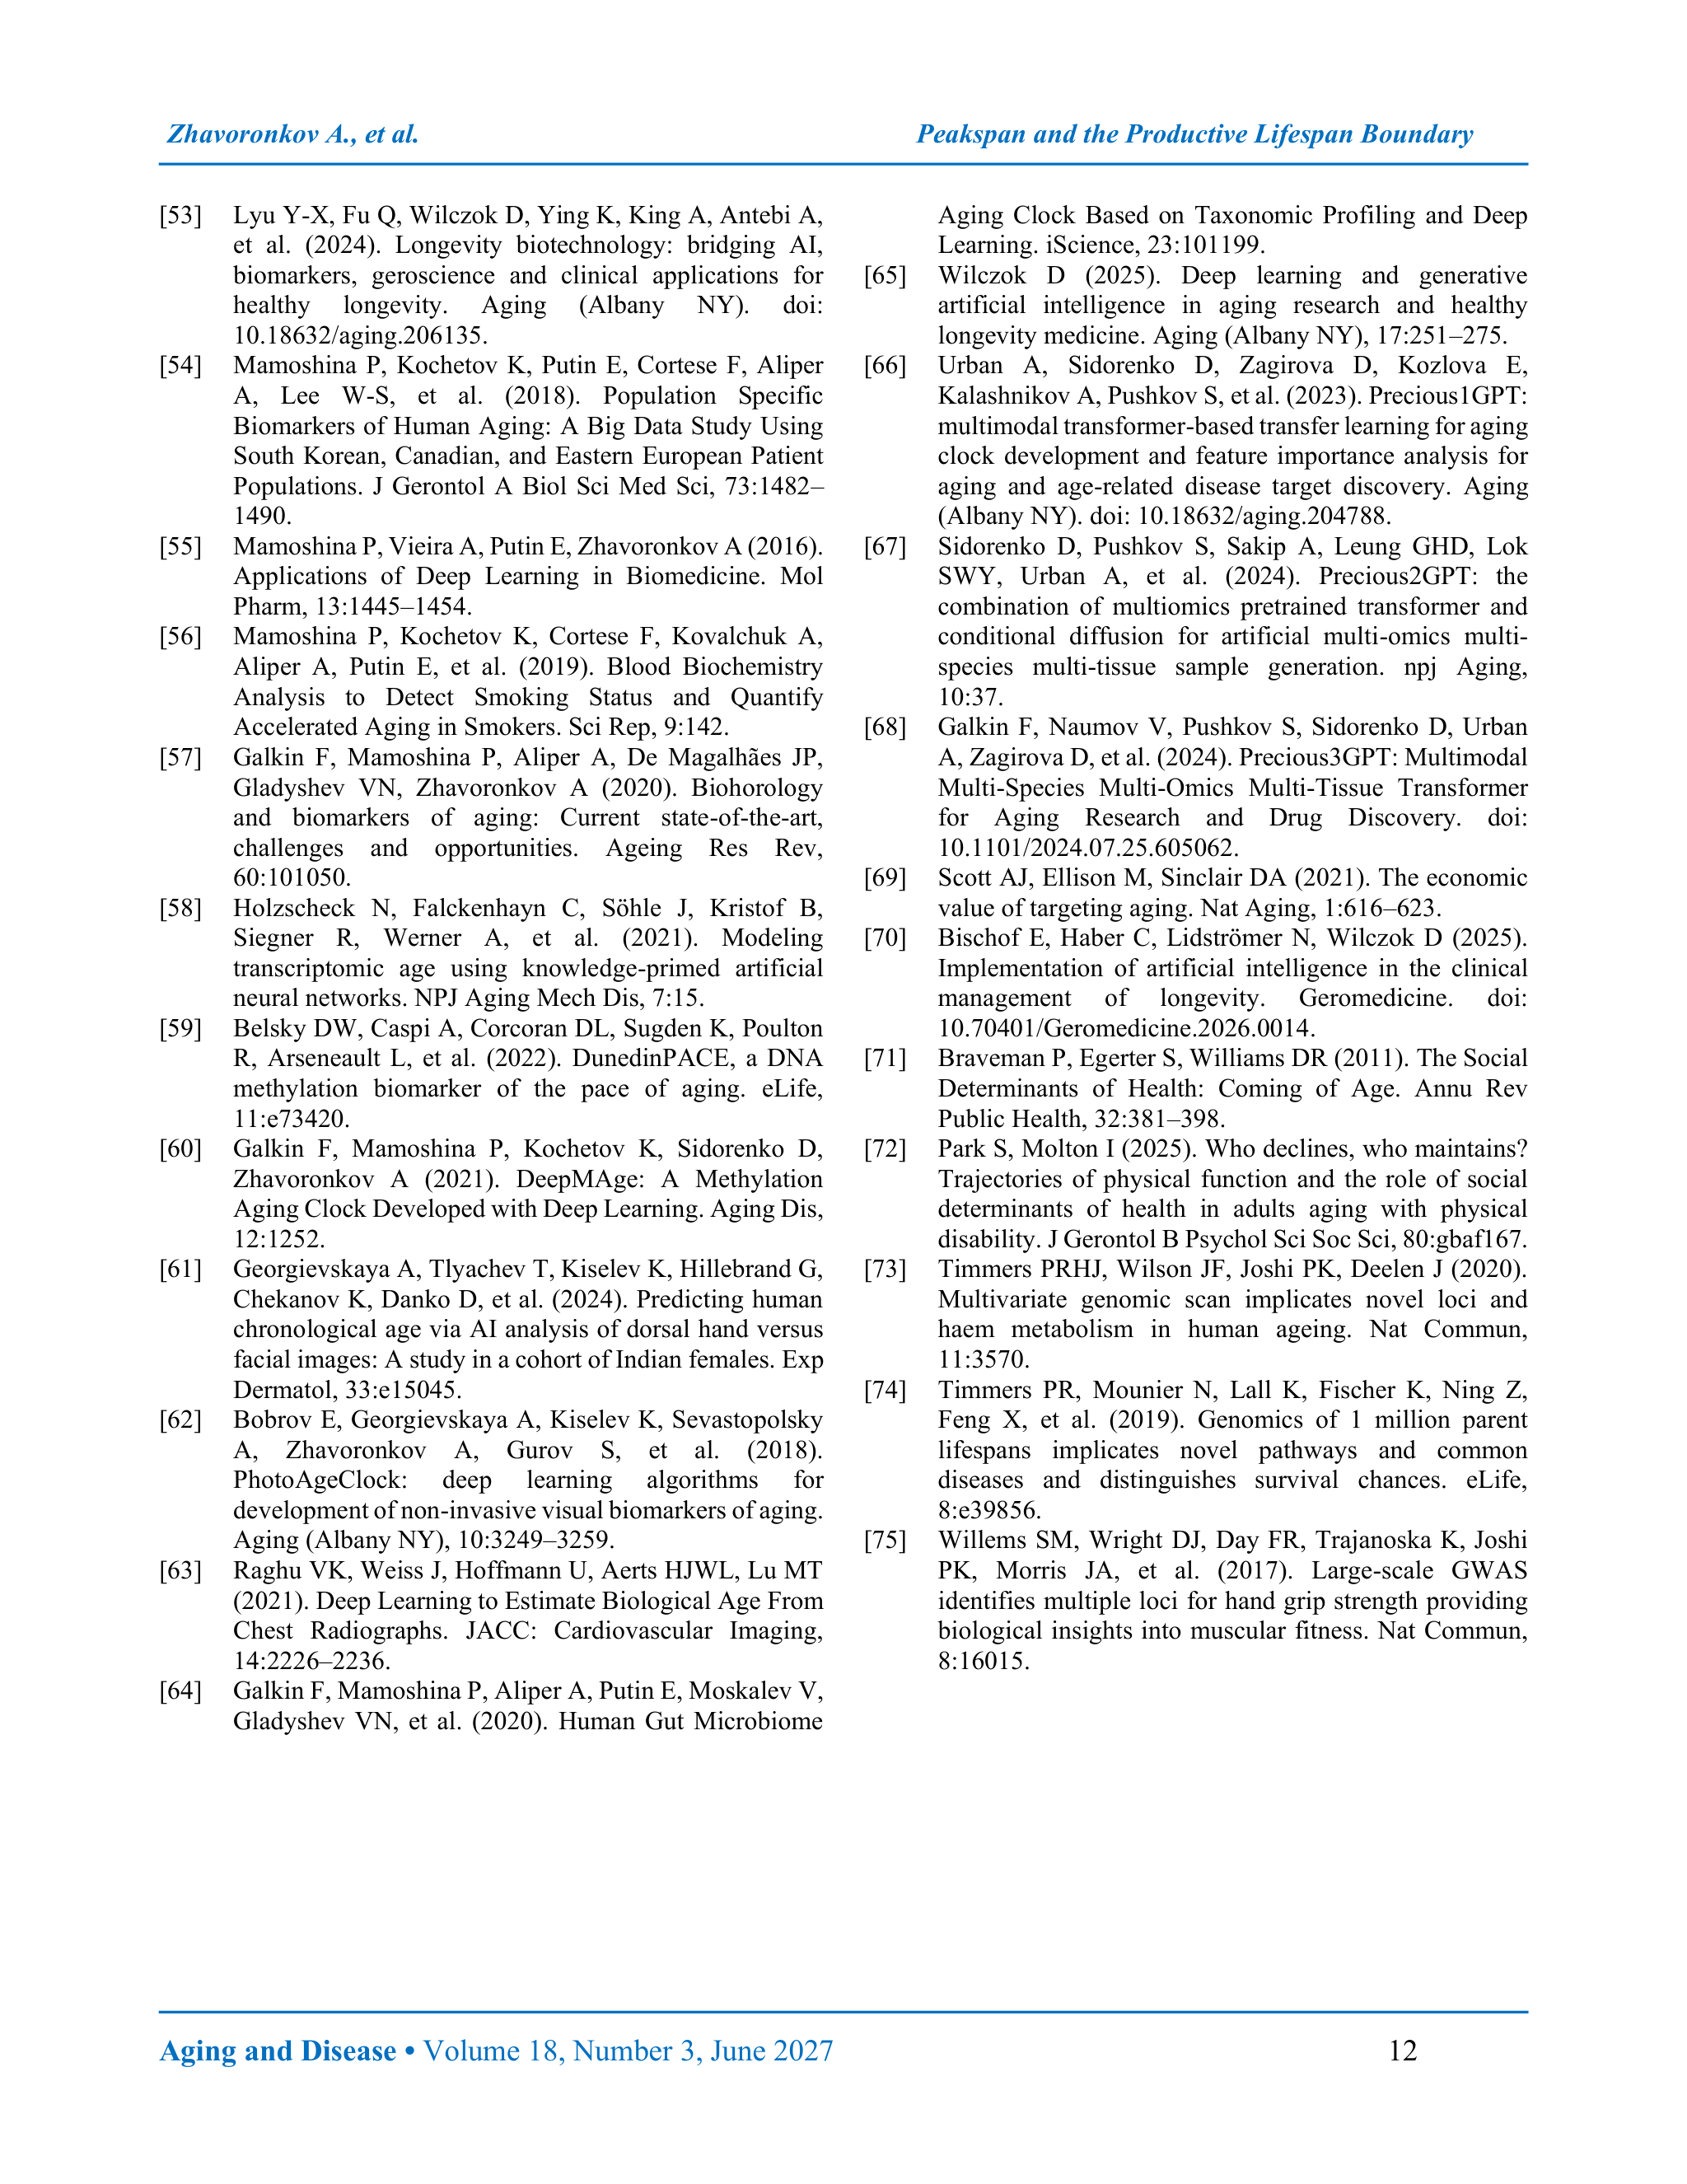 Zhavoronkov A., et al.
Peakspan and the Productive Lifespan Boundary
[53] Lyu Y-X, Fu Q, Wilczok D, Ying K, King A, Antebi A,
et al. (2024). Longevity biotechnology: bridging AI,
biomarkers, geroscience and clinical applications for
healthy longevity. Aging (Albany NY). doi:
10.18632/aging.206135.
[54] Mamoshina P, Kochetov K, Putin E, Cortese F, Aliper
A, Lee W-S, et al. (2018). Population Specific
Biomarkers of Human Aging: A Big Data Study Using
South Korean, Canadian, and Eastern European Patient
Populations. J Gerontol A Biol Sci Med Sci, 73:1482–
1490.
[55] Mamoshina P, Vieira A, Putin E, Zhavoronkov A (2016).
Applications of Deep Learning in Biomedicine. Mol
Pharm, 13:1445–1454.
[56] Mamoshina P, Kochetov K, Cortese F, Kovalchuk A,
Aliper A, Putin E, et al. (2019). Blood Biochemistry
Analysis to Detect Smoking Status and Quantify
Accelerated Aging in Smokers. Sci Rep, 9:142.
[57] Galkin F, Mamoshina P, Aliper A, De Magalhães JP,
Gladyshev VN, Zhavoronkov A (2020). Biohorology
and biomarkers of aging: Current state-of-the-art,
challenges and opportunities. Ageing Res Rev,
60:101050.
[58] Holzscheck N, Falckenhayn C, Söhle J, Kristof B,
Siegner R, Werner A, et al. (2021). Modeling
transcriptomic age using knowledge-primed artificial
neural networks. NPJ Aging Mech Dis, 7:15.
[59] Belsky DW, Caspi A, Corcoran DL, Sugden K, Poulton
R, Arseneault L, et al. (2022). DunedinPACE, a DNA
methylation biomarker of the pace of aging. eLife,
11:e73420.
[60] Galkin F, Mamoshina P, Kochetov K, Sidorenko D,
Zhavoronkov A (2021). DeepMAge: A Methylation
Aging Clock Developed with Deep Learning. Aging Dis,
12:1252.
[61] Georgievskaya A, Tlyachev T, Kiselev K, Hillebrand G,
Chekanov K, Danko D, et al. (2024). Predicting human
chronological age via AI analysis of dorsal hand versus
facial images: A study in a cohort of Indian females. Exp
Dermatol, 33:e15045.
[62] Bobrov E, Georgievskaya A, Kiselev K, Sevastopolsky
A, Zhavoronkov A, Gurov S, et al. (2018).
PhotoAgeClock: deep learning algorithms for
development of non-invasive visual biomarkers of aging.
Aging (Albany NY), 10:3249–3259.
[63] Raghu VK, Weiss J, Hoffmann U, Aerts HJWL, Lu MT
(2021). Deep Learning to Estimate Biological Age From
Chest Radiographs. JACC: Cardiovascular Imaging,
14:2226–2236.
[64] Galkin F, Mamoshina P, Aliper A, Putin E, Moskalev V,
Gladyshev VN, et al. (2020). Human Gut Microbiome
Aging Clock Based on Taxonomic Profiling and Deep
Learning. iScience, 23:101199.
[65] Wilczok D (2025). Deep learning and generative
artificial intelligence in aging research and healthy
longevity medicine. Aging (Albany NY), 17:251–275.
[66] Urban A, Sidorenko D, Zagirova D, Kozlova E,
Kalashnikov A, Pushkov S, et al. (2023). Precious1GPT:
multimodal transformer-based transfer learning for aging
clock development and feature importance analysis for
aging and age-related disease target discovery. Aging
(Albany NY). doi: 10.18632/aging.204788.
[67] Sidorenko D, Pushkov S, Sakip A, Leung GHD, Lok
SWY, Urban A, et al. (2024). Precious2GPT: the
combination of multiomics pretrained transformer and
conditional diffusion for artificial multi-omics multi-
species multi-tissue sample generation. npj Aging,
10:37.
[68] Galkin F, Naumov V, Pushkov S, Sidorenko D, Urban
A, Zagirova D, et al. (2024). Precious3GPT: Multimodal
Multi-Species Multi-Omics Multi-Tissue Transformer
for Aging Research and Drug Discovery. doi:
10.1101/2024.07.25.605062.
[69] Scott AJ, Ellison M, Sinclair DA (2021). The economic
value of targeting aging. Nat Aging, 1:616–623.
[70] Bischof E, Haber C, Lidströmer N, Wilczok D (2025).
Implementation of artificial intelligence in the clinical
management of longevity. Geromedicine. doi:
10.70401/Geromedicine.2026.0014.
[71] Braveman P, Egerter S, Williams DR (2011). The Social
Determinants of Health: Coming of Age. Annu Rev
Public Health, 32:381–398.
[72] Park S, Molton I (2025). Who declines, who maintains?
Trajectories of physical function and the role of social
determinants of health in adults aging with physical
disability. J Gerontol B Psychol Sci Soc Sci, 80:gbaf167.
[73] Timmers PRHJ, Wilson JF, Joshi PK, Deelen J (2020).
Multivariate genomic scan implicates novel loci and
haem metabolism in human ageing. Nat Commun,
11:3570.
[74] Timmers PR, Mounier N, Lall K, Fischer K, Ning Z,
Feng X, et al. (2019). Genomics of 1 million parent
lifespans implicates novel pathways and common
diseases and distinguishes survival chances. eLife,
8:e39856.
[75] Willems SM, Wright DJ, Day FR, Trajanoska K, Joshi
PK, Morris JA, et al. (2017). Large-scale GWAS
identifies multiple loci for hand grip strength providing
biological insights into muscular fitness. Nat Commun,
8:16015.
Aging and Disease • Volume 18, Number 3, June 2027
12